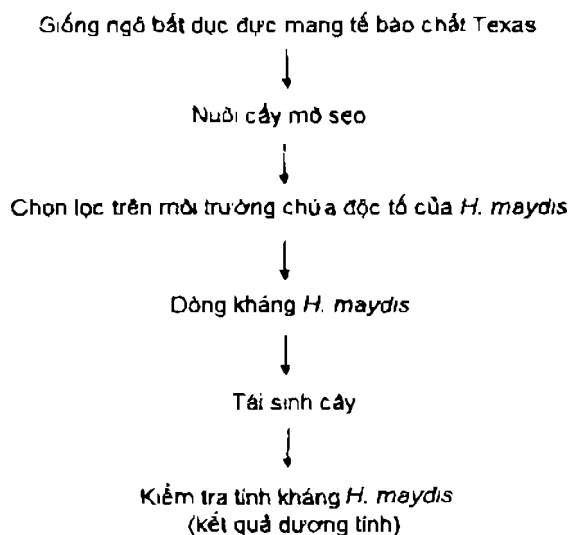 Giống ngô bất dục đực mang tế bào chất Texas
Nuôi cấy mô sẹo
Chọn lọc trên môi trường chứa độc tố của H. maydis
Dòng kháng H. maydis
Tái sinh cây
Kiểm tra tính kháng H. maydis
(kết quả dương tính)